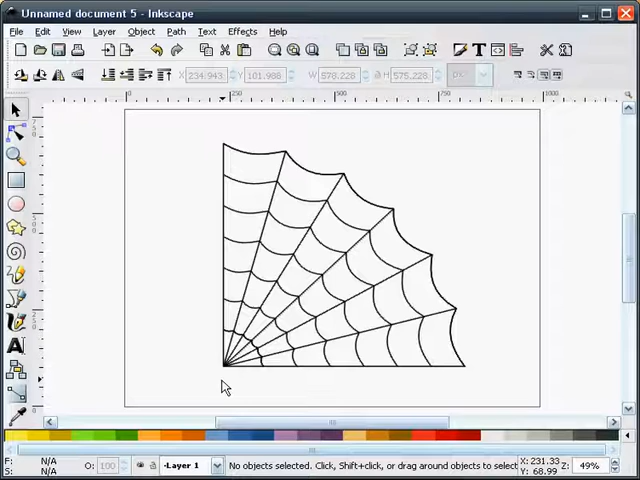 Unnamed document 5 - Inkscape
File Edit View Layer Object Path Text Effects Help
X 234.943 Y 101.986 W 578.228 H 575.228 px
0 250 500 750 1000
F: N/A O: 100 Layer 1 No objects selected. Click, Shift+click, or drag around objects to select X: 231.33 Z: 49%
S: N/A Y: 68.99